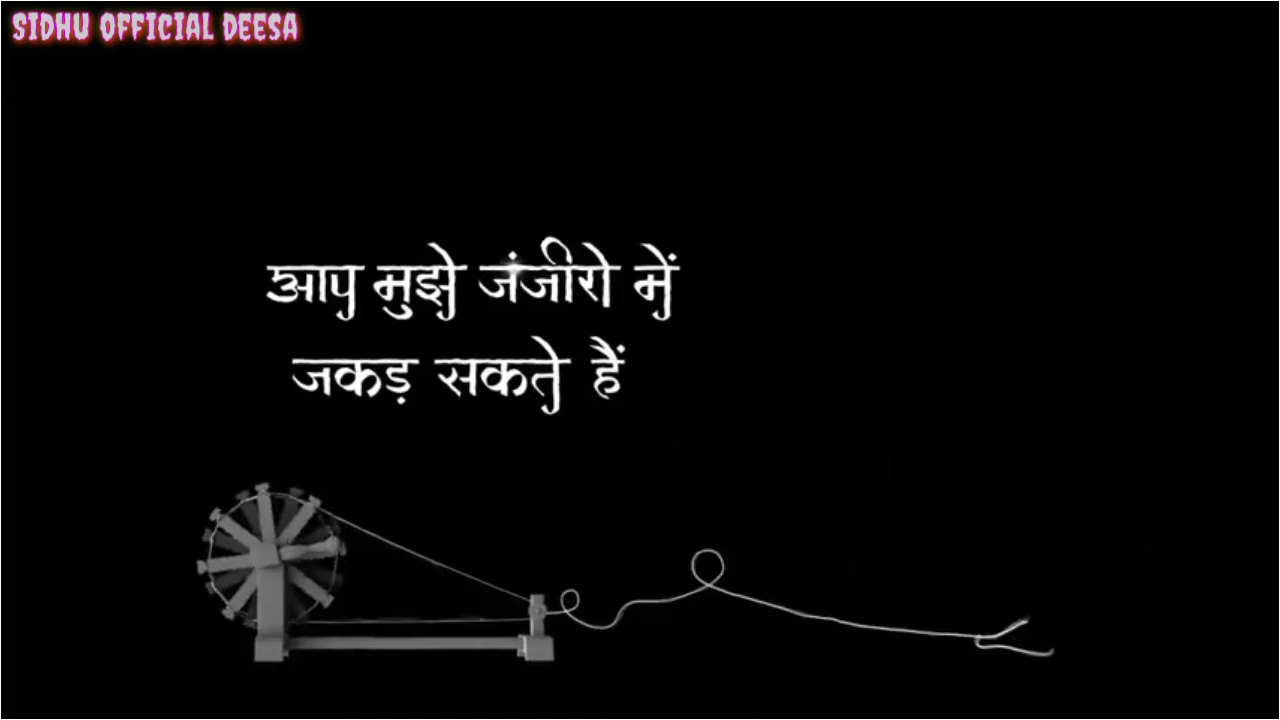 SIDHU OFFICIAL DEESA
आप मुझे जंजीरो में
जकड़ सकते हैं